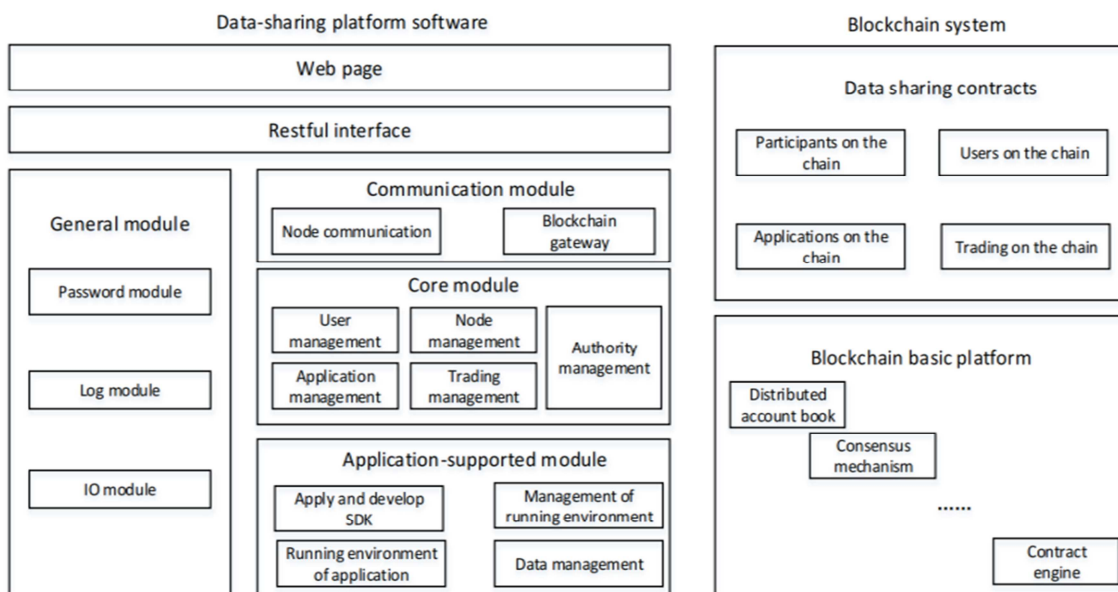 Data-sharing platform software
Web page
Restful interface
General module
Password module
Log module
IO module
Communication module
Node communication
Blockchain
gateway
Core module
User
management
Node
management
Authority
management
Application
management
Trading
management
Application-supported module
Apply and develop
SDK
Management of
running environment
Running environment
of application
Data management
Blockchain system
Data sharing contracts
Participants on the
chain
Users on the chain
Applications on the
chain
Trading on the chain
Blockchain basic platform
Distributed
account book
Consensus
mechanism
......
Contract
engine